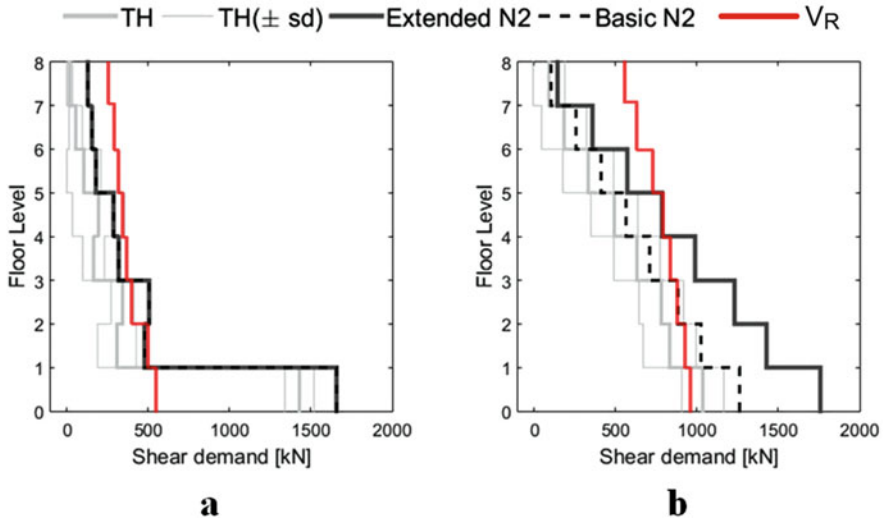 TH TH(± sd) Extended N2 Basic N2 VR
8 8
7 7
6 6
5 5
4 4
3 3
2 2
1 1
0 0
Floor Level Floor Level
0 500 1000 1500 2000 0 500 1000 1500 2000
Shear demand [kN] Shear demand [kN]
a b